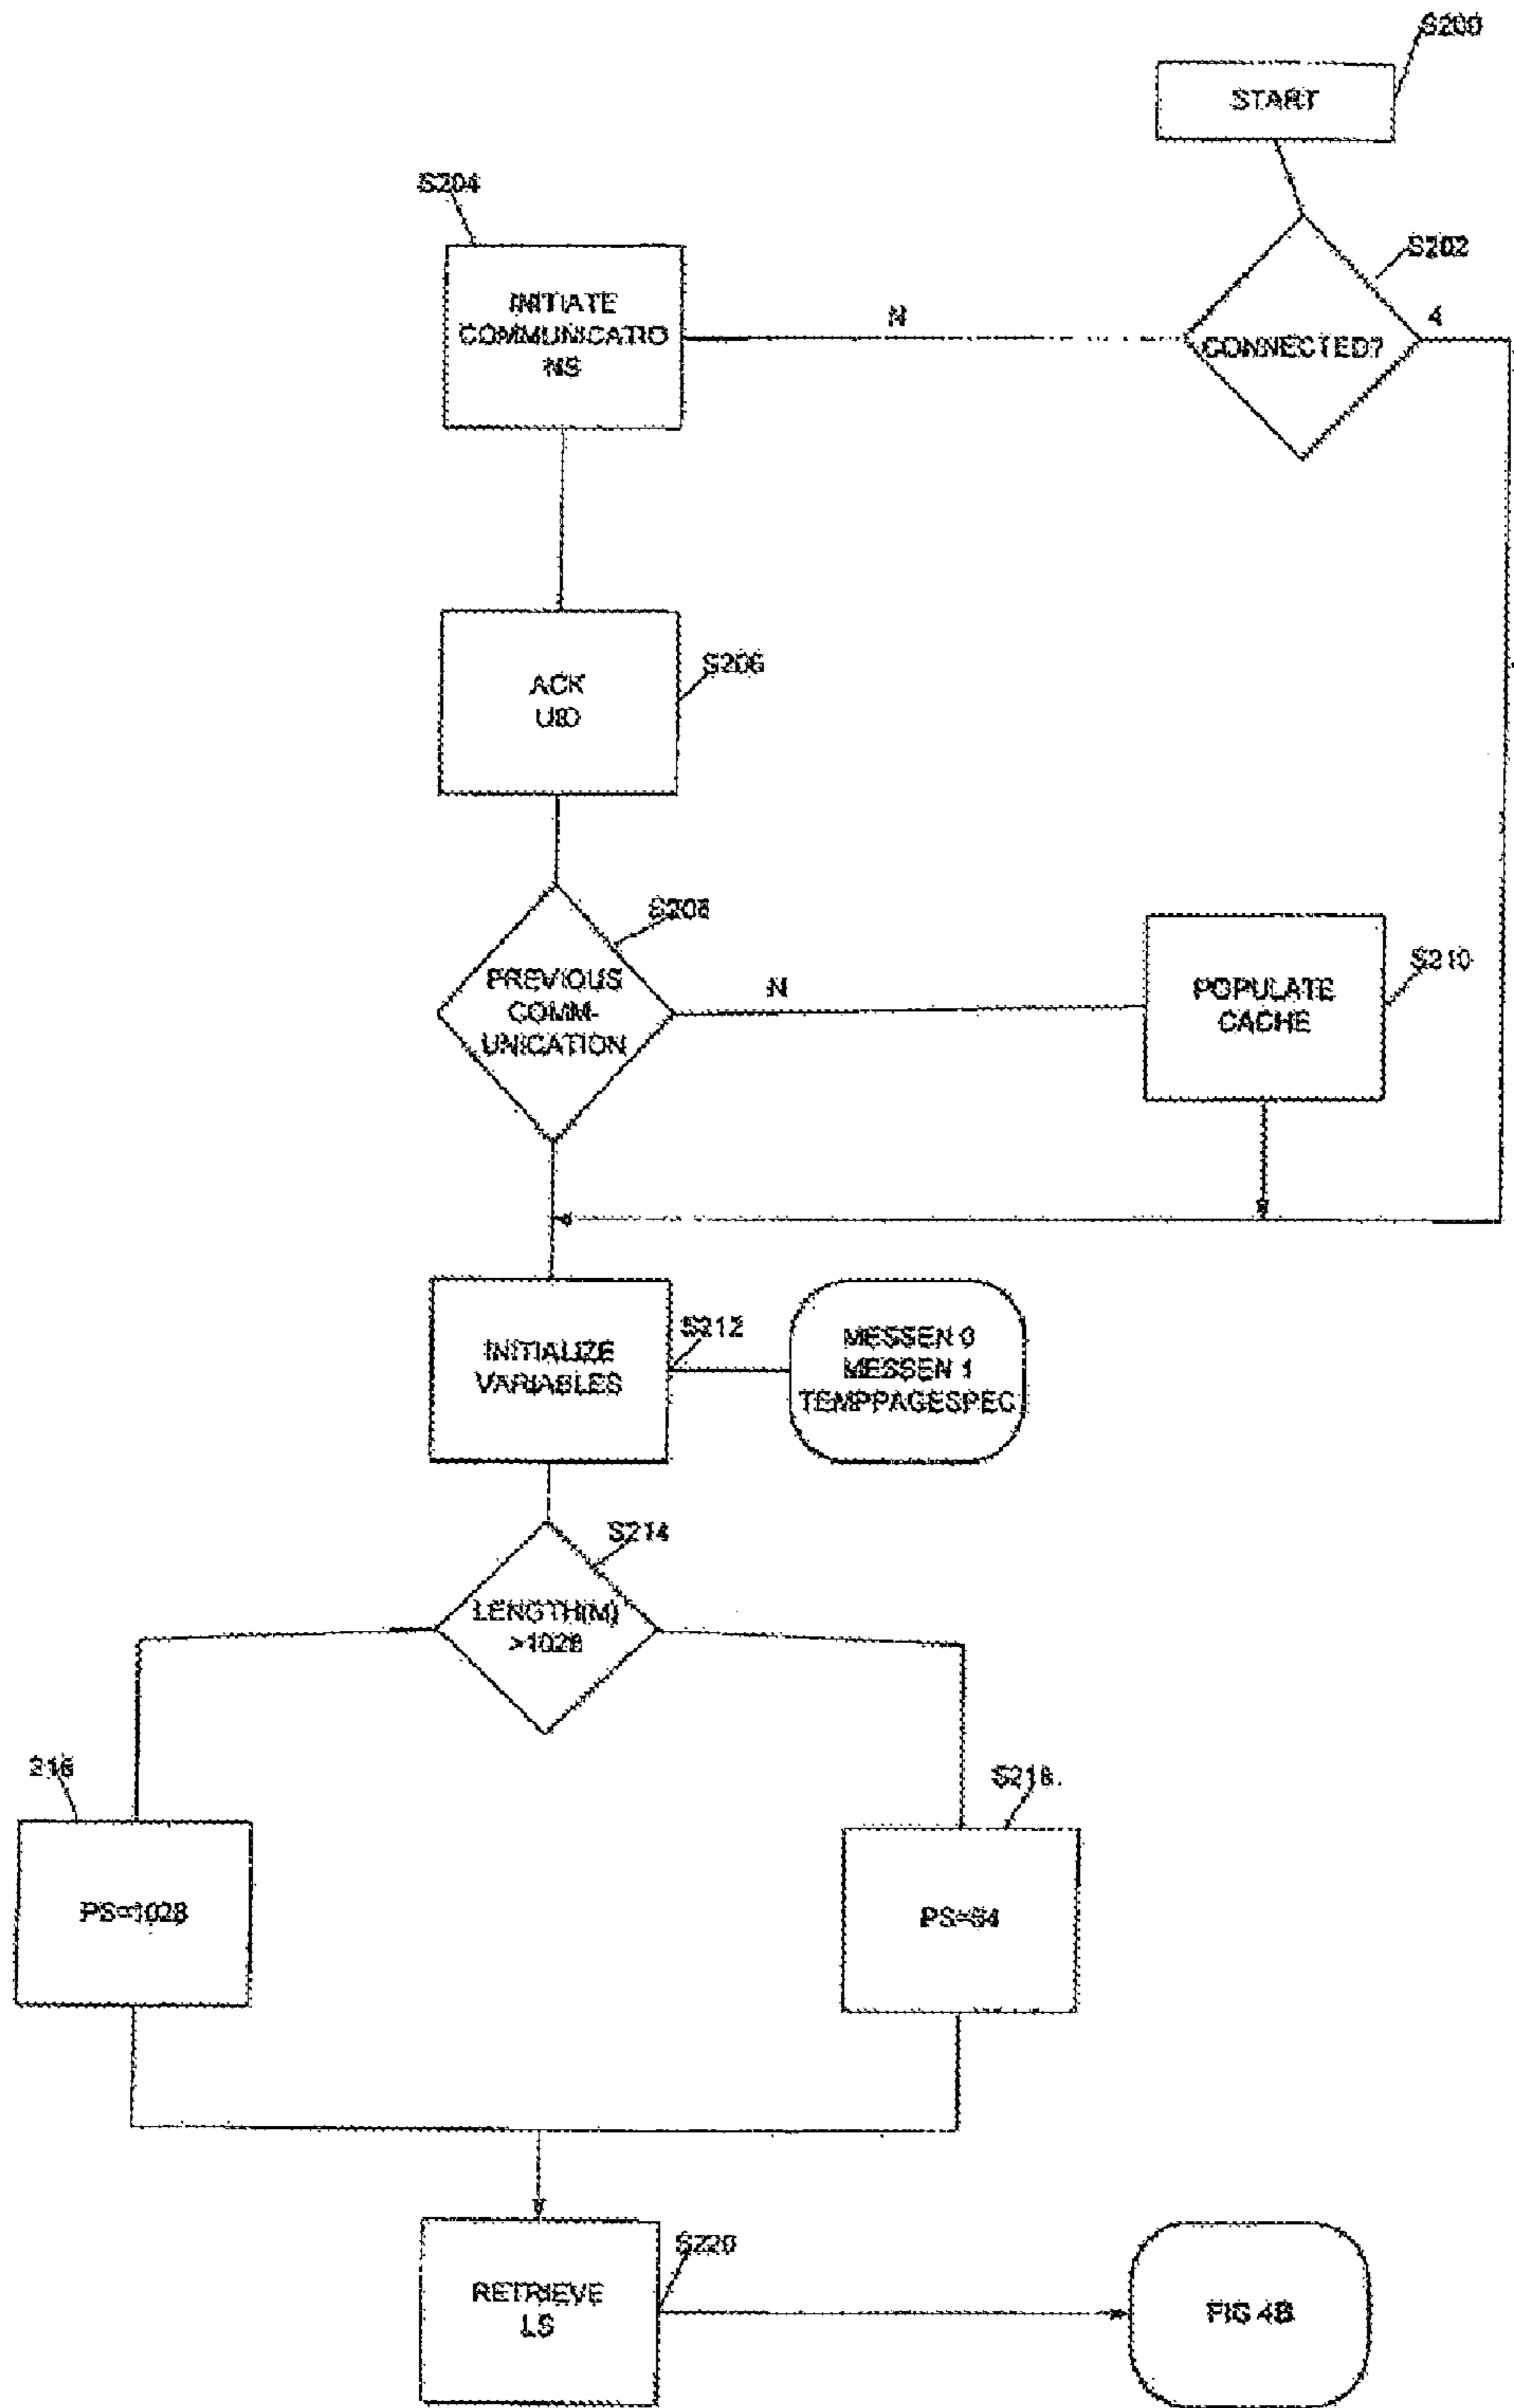 S200
START
S204
S202
INITIATE
COMMUNICATIO
NS
N
CONNECTED?
4
ACK
UID
S206
S208
PREVIOUS
COMM-
UNICATION
N
POPULATE
CACHE
S210
INITIALIZE
VARIABLES
S212
MESSEN 0
MESSEN 1
TEMPPAGESPEC
S214
LENGTH(M)
>1028
216
S218
PS=1028
PS=64
RETRIEVE
LS
S220
FIG 4B